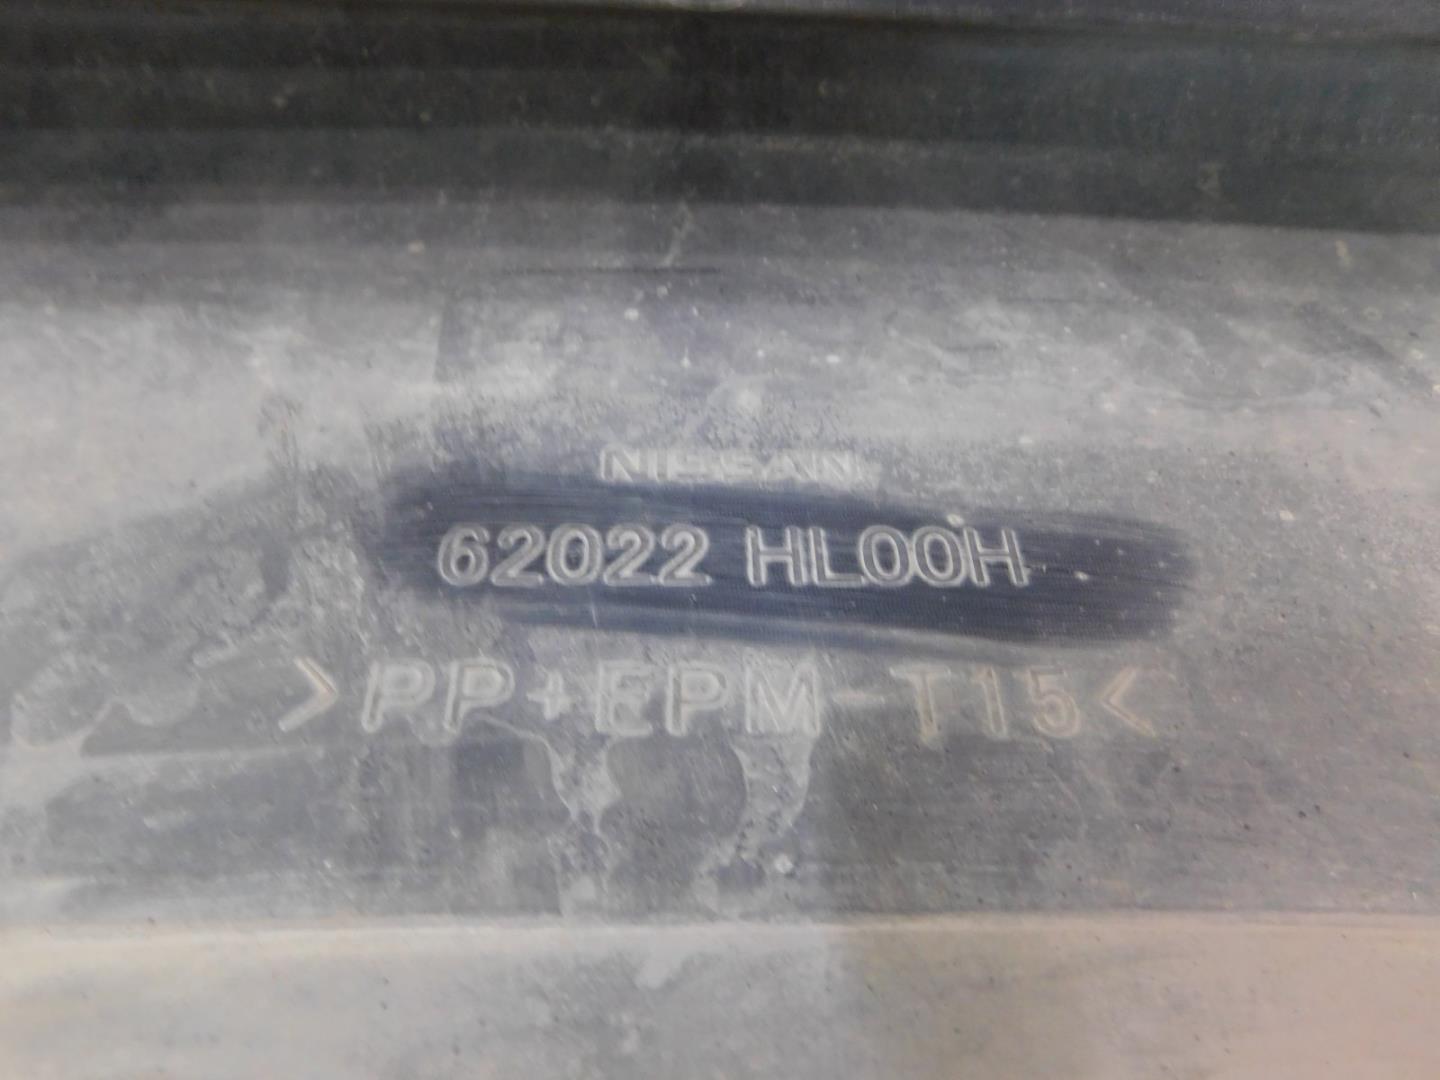 NISSAN
62022 HL00H
>PP+EPM-T15<